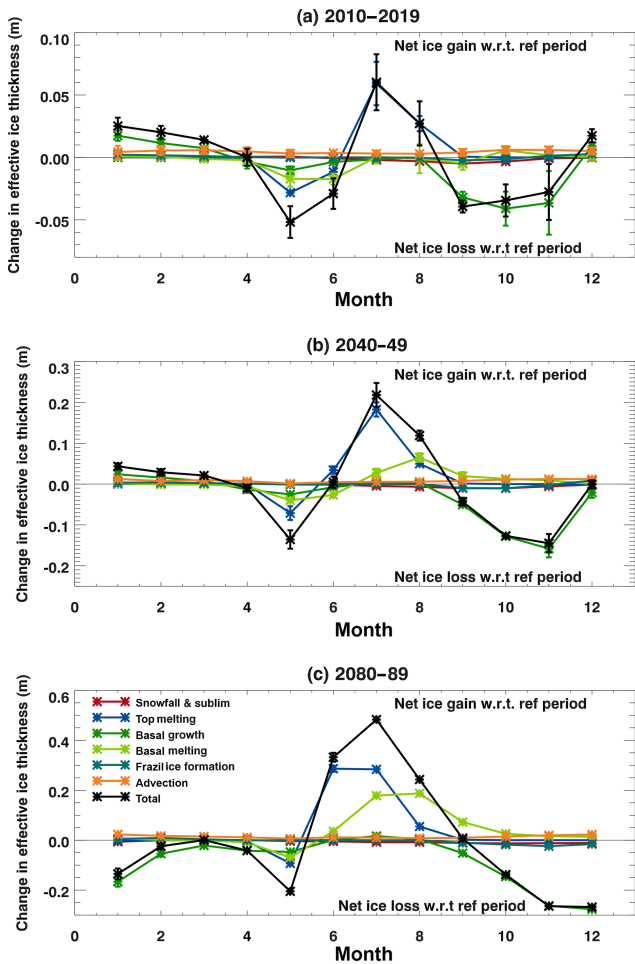 (a) 2010–2019
Change in effective ice thickness (m)
0.10
0.05
0.00
-0.05
Net ice gain w.r.t. ref period
Net ice loss w.r.t ref period
0 2 4 6 8 10 12 14
Month
(b) 2040–49
Change in effective ice thickness (m)
0.3
0.2
0.1
0.0
-0.1
-0.2
Net ice gain w.r.t. ref period
Net ice loss w.r.t ref period
0 2 4 6 8 10 12 14
Month
(c) 2080–89
Change in effective ice thickness (m)
0.6
0.4
0.2
0.0
-0.2
Net ice gain w.r.t. ref period
Snowfall & sublim
Top melting
Basal growth
Basal melting
Frazil ice formation
Advection
Total
Net ice loss w.r.t ref period
0 2 4 6 8 10 12 14
Month